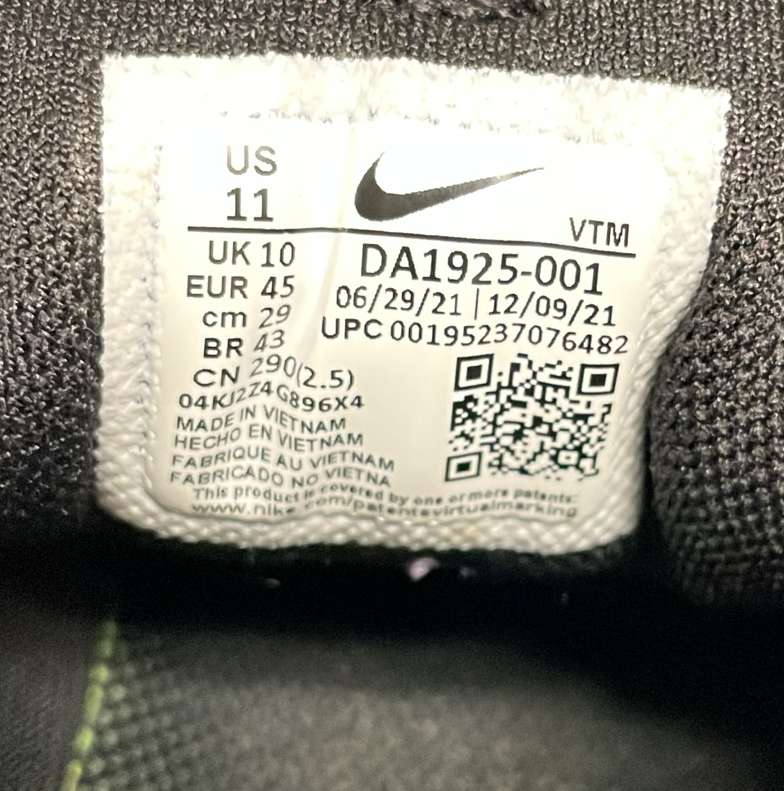 US
11
VTM
UK 10
EUR 45
cm 29
BR 43
CN 290(2.5)
DA1925-001
06/29/21 | 12/09/21
UPC 00195237076482
04KJ2Z4G896X4
MADE IN VIETNAM
HECHO EN VIETNAM
FABRIQUE AU VIETNAM
FABRICADO NO VIETNA
This product is covered by one or more patents:
www.nike.com/patentsvirtualmarking